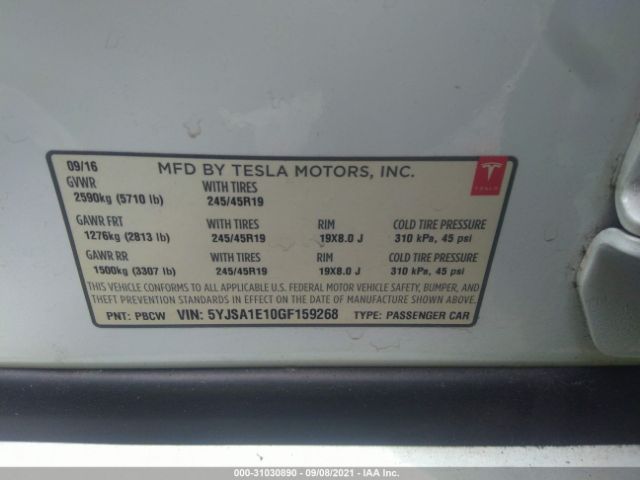 09/16 MFD BY TESLA MOTORS, INC.
GVWR WITH TIRES
2590kg (5710 lb) 245/45R19
TESLA
GAWR FRT WITH TIRES RIM COLD TIRE PRESSURE
1276kg (2813 lb) 245/45R19 19X8.0 J 310 kPa, 45 psi
GAWR RR WITH TIRES RIM COLD TIRE PRESSURE
1500kg (3307 lb) 245/45R19 19X8.0 J 310 kPa, 45 psi
THIS VEHICLE CONFORMS TO ALL APPLICABLE U.S. FEDERAL MOTOR VEHICLE SAFETY, BUMPER, AND
THEFT PREVENTION STANDARDS IN EFFECT ON THE DATE OF MANUFACTURE SHOWN ABOVE.
PNT: PBCW VIN: 5YJSA1E10GF159268 TYPE: PASSENGER CAR
000-31030890 - 09/08/2021 - IAAI.COM